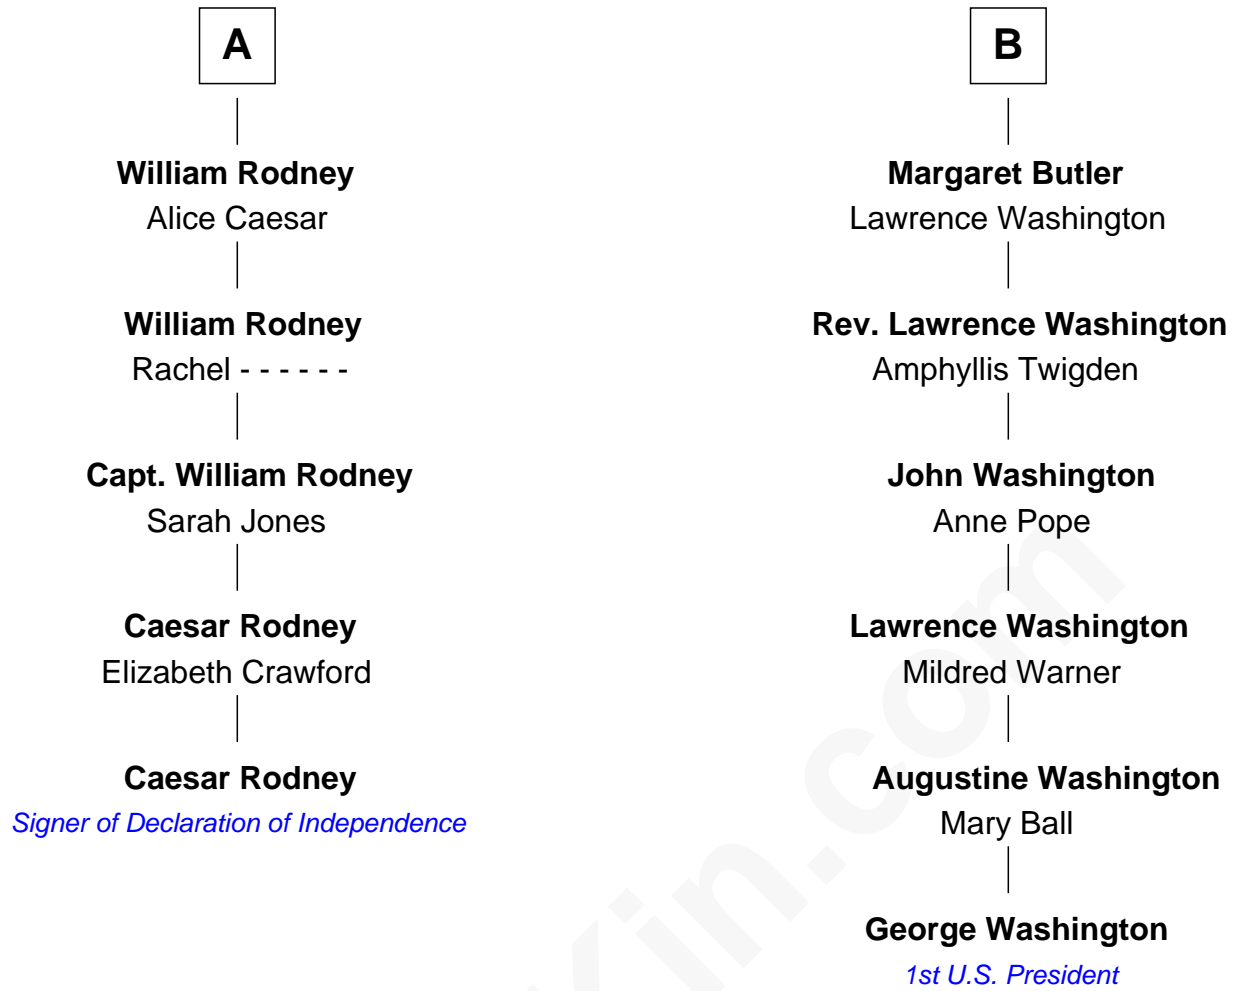 A
William Rodney
Alice Caesar
William Rodney
Rachel - - - - - -
Capt. William Rodney
Sarah Jones
Caesar Rodney
Elizabeth Crawford
Caesar Rodney
Signer of Declaration of Independence
B
Margaret Butler
Lawrence Washington
Rev. Lawrence Washington
Amphyllis Twigden
John Washington
Anne Pope
Lawrence Washington
Mildred Warner
Augustine Washington
Mary Ball
George Washington
1st U.S. President
Kin.com